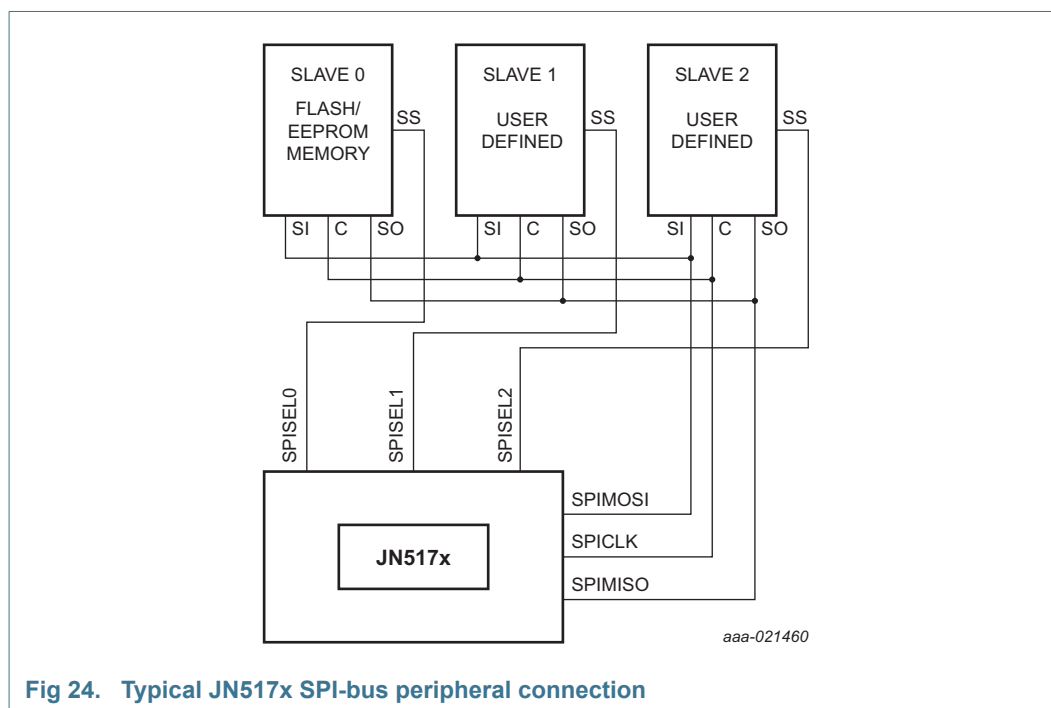 SLAVE 0
FLASH/
EEPROM
MEMORY
SS
SI C SO
SLAVE 1
USER
DEFINED
SS
SI C SO
SLAVE 2
USER
DEFINED
SS
SI C SO
SPISEL0
SPISEL1
SPISEL2
JN517x
SPIMOSI
SPICLK
SPIMISO
aaa-021460
Fig 24. Typical JN517x SPI-bus peripheral connection